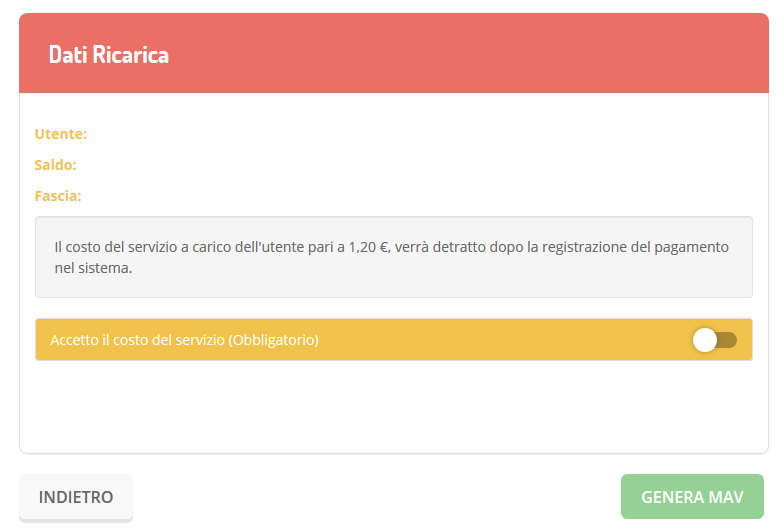 Dati Ricarica
Utente:
Saldo:
Fascia:
Il costo del servizio a carico dell'utente pari a 1,20 €, verrà detratto dopo la registrazione del pagamento
nel sistema.
Accetto il costo del servizio (Obbligatorio)
INDIETRO
GENERA MAV